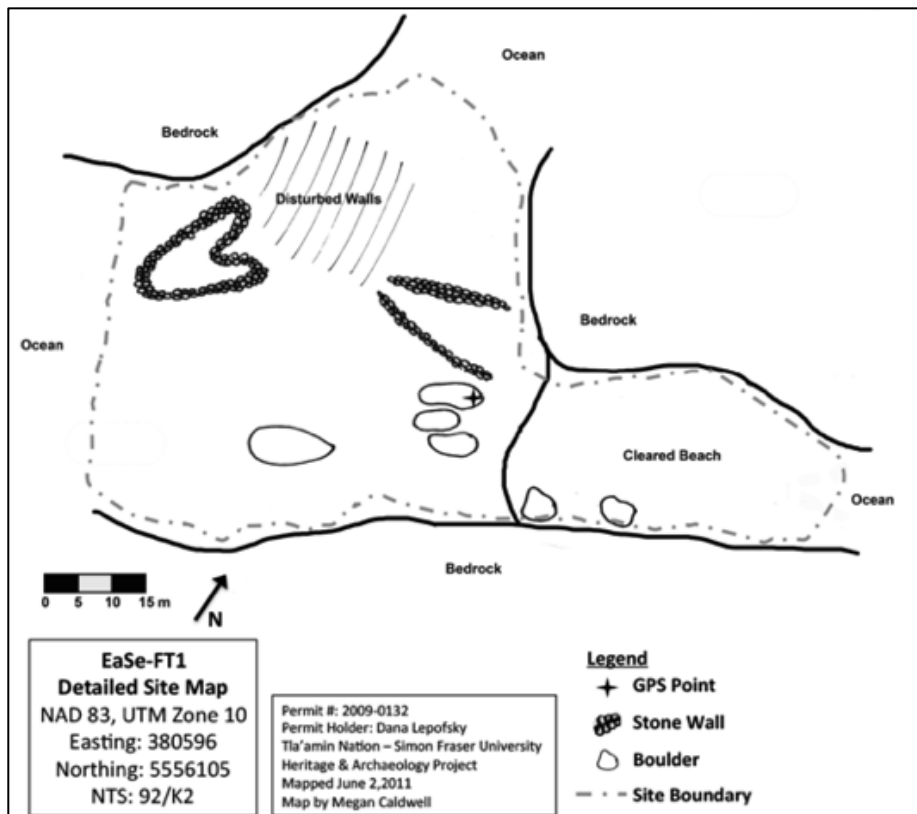 Ocean
Bedrock
Disturbed Walls
Ocean
Bedrock
Cleared Beach
Ocean
Bedrock
0 5 10 15 m
N
EaSe-FT1
Detailed Site Map
NAD 83, UTM Zone 10
Easting: 380596
Northing: 5556105
NTS: 92/K2
Permit #: 2009-0132
Permit Holder: Dana Lepofsky
Tla'amin Nation – Simon Fraser University
Heritage & Archaeology Project
Mapped June 2,2011
Map by Megan Caldwell
Legend
GPS Point
Stone Wall
Boulder
Site Boundary